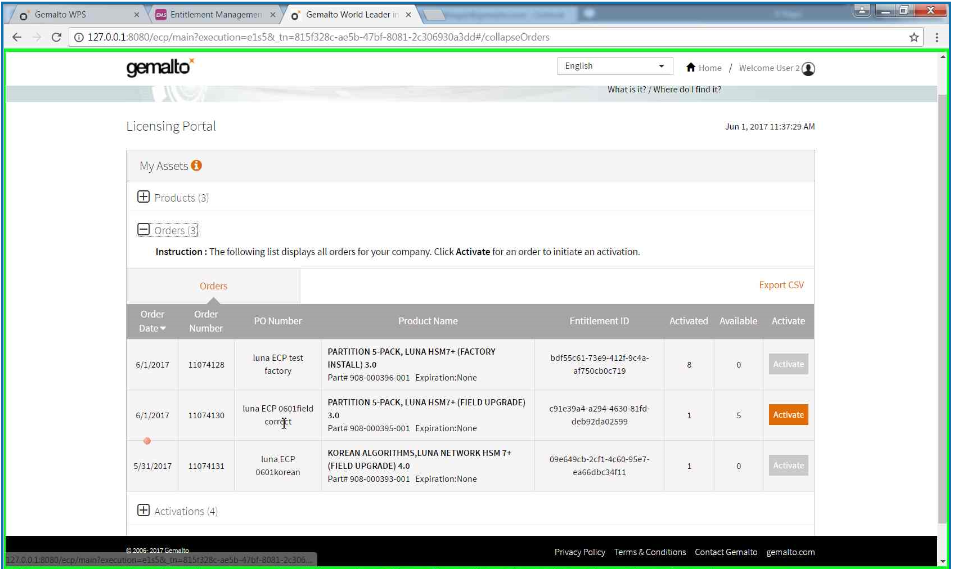 Gemalto WPS
Entitlement Managemen
Gemalto World Leader in
127.0.0.1:8080/ecp/main?execution=e1s5&_tn=815f328c-ae5b-47bf-8081-2c306930a3dd#/collapseOrders
gemalto
English
Home / Welcome User 2
What is it? / Where do I find it?
Licensing Portal
Jun 1, 2017 11:37:29 AM
My Assets
Products (3)
Orders (3)
Instruction : The following list displays all orders for your company. Click Activate for an order to initiate an activation.
Orders
Export CSV
Order Date
Order Number
PO Number
Product Name
Entitlement ID
Activated
Available
Activate
6/1/2017
11074128
luna ECP test
factory
PARTITION 5-PACK, LUNA HSM7+ (FACTORY
INSTALL) 3.0
Part# 908-000396-001 Expiration:None
bdf55c61-73e9-412f-9c4a-
af750cb0c719
8
0
Activate
6/1/2017
11074130
luna ECP 0601field
correct
PARTITION 5-PACK, LUNA HSM7+ (FIELD UPGRADE)
3.0
Part# 908-000395-001 Expiration:None
c91e39a4-a294-4630-81fd-
deb92da02599
1
5
Activate
5/31/2017
11074131
luna ECP
0601korean
KOREAN ALGORITHMS,LUNA NETWORK HSM 7+
(FIELD UPGRADE) 4.0
Part# 908-000393-001 Expiration:None
09e649cb-2cf1-4c60-95e7-
ea66dbc34f11
1
0
Activate
Activations (4)
© 2006- 2017 Gemalto
Privacy Policy Terms & Conditions Contact Gemalto gemalto.com
127.0.0.1:8080/ecp/main?execution=e1s5&_tn=815f328c-ae5b-47bf-8081-2c306...